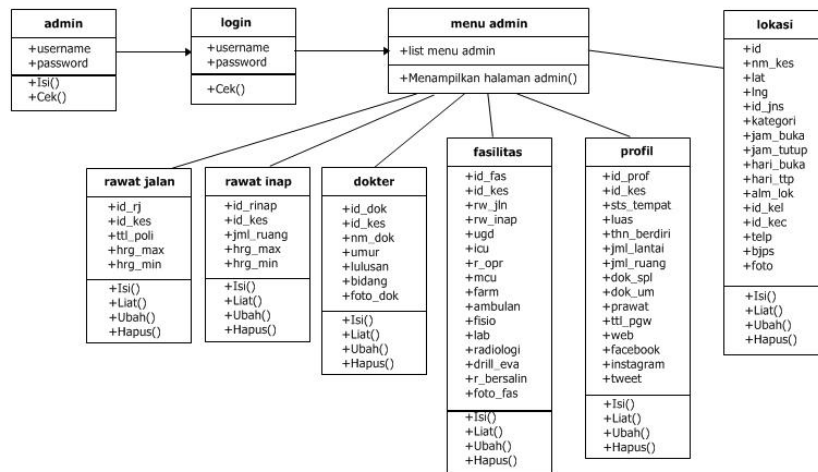 admin
+username
+password
+Isi()
+Cek()
login
+username
+password
+Cek()
menu admin
+list menu admin
+Menampilkan halaman admin()
lokasi
+id
+nm_kes
+lat
+lng
+id_jns
+kategori
+jam_buka
+jam_tutup
+hari_buka
+hari_ttp
+alm_lok
+id_kel
+id_kec
+telp
+bjps
+foto
+Isi()
+Liat()
+Ubah()
+Hapus()
rawat jalan
+id_rj
+id_kes
+ttl_poli
+hrg_max
+hrg_min
+Isi()
+Liat()
+Ubah()
+Hapus()
rawat inap
+id_rinap
+id_kes
+jml_ruang
+hrg_max
+hrg_min
+Isi()
+Liat()
+Ubah()
+Hapus()
dokter
+id_dok
+id_kes
+nm_dok
+umur
+lulusan
+bidang
+foto_dok
+Isi()
+Liat()
+Ubah()
+Hapus()
fasilitas
+id_fas
+id_kes
+rw_jln
+rw_inap
+ugd
+icu
+r_opr
+mcu
+farm
+ambulan
+fisio
+lab
+radiologi
+drill_eva
+r_bersalin
+foto_fas
+Isi()
+Liat()
+Ubah()
+Hapus()
profil
+id_prof
+id_kes
+sts_tempat
+luas
+thn_berdiri
+jml_lantai
+jml_ruang
+dok_spl
+dok_um
+prawat
+ttl_pgw
+web
+facebook
+instagram
+tweet
+Isi()
+Liat()
+Ubah()
+Hapus()